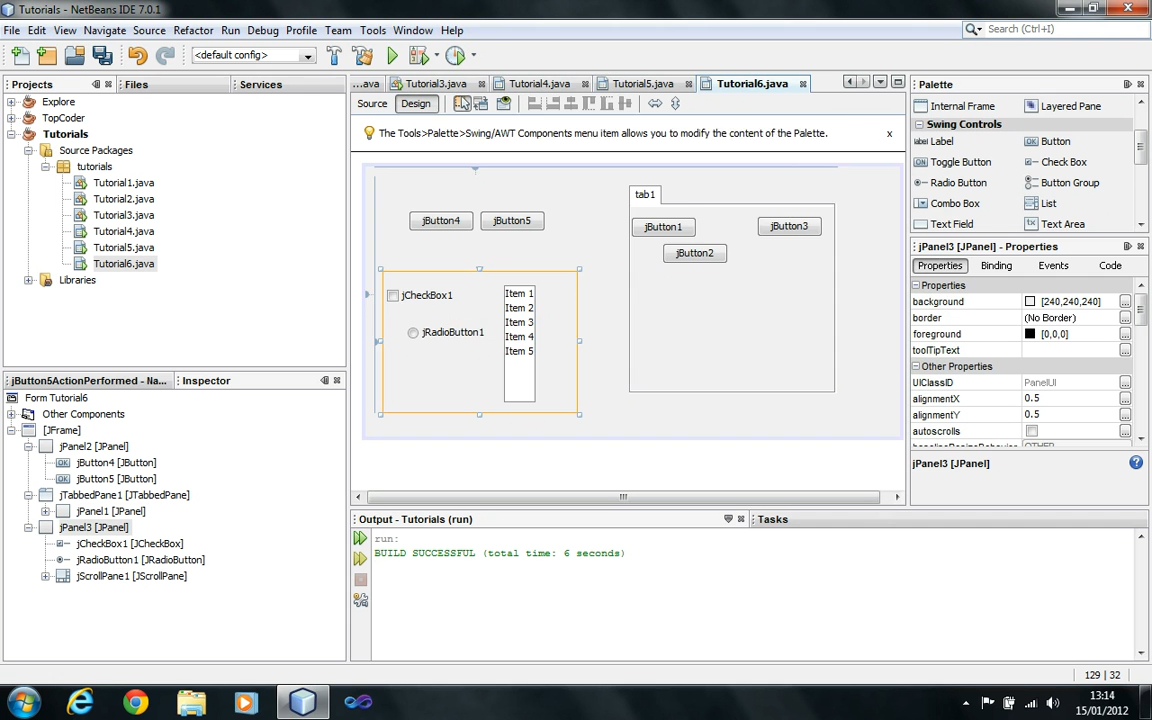 Tutorials - NetBeans IDE 7.0.1
File Edit View Navigate Source Refactor Run Debug Profile Team Tools Window Help
Search (Ctrl+I)
<default config>
Projects
Files
Services
Explore
TopCoder
Tutorials
Source Packages
tutorials
Tutorial1.java
Tutorial2.java
Tutorial3.java
Tutorial4.java
Tutorial5.java
Tutorial6.java
Libraries
jButton5ActionPerformed - Na...
Inspector
Form Tutorial6
Other Components
[JFrame]
jPanel2 [JPanel]
jButton4 [JButton]
jButton5 [JButton]
jTabbedPane1 [JTabbedPane]
jPanel1 [JPanel]
jPanel3 [JPanel]
jCheckBox1 [JCheckBox]
jRadioButton1 [JRadioButton]
jScrollPane1 [JScrollPane]
...ava
Tutorial3.java
Tutorial4.java
Tutorial5.java
Tutorial6.java
Source
Design
The Tools>Palette>Swing/AWT Components menu item allows you to modify the content of the Palette.
x
jButton4
jButton5
tab1
jButton1
jButton3
jButton2
jCheckBox1
jRadioButton1
Item 1
Item 2
Item 3
Item 4
Item 5
Output - Tutorials (run)
Tasks
run:
BUILD SUCCESSFUL (total time: 6 seconds)
Palette
Internal Frame
Layered Pane
Swing Controls
label Label
OK Button
Toggle Button
Check Box
Radio Button
Button Group
Combo Box
List
Text Field
Text Area
jPanel3 [JPanel] - Properties
Properties
Binding
Events
Code
Properties
background [240,240,240] ...
border (No Border) ...
foreground [0,0,0] ...
toolTipText ...
Other Properties
UIClassID PanelUI ...
alignmentX 0.5 ...
alignmentY 0.5 ...
autoscrolls ...
jPanel3 [JPanel]
129 | 32
13:14
15/01/2012